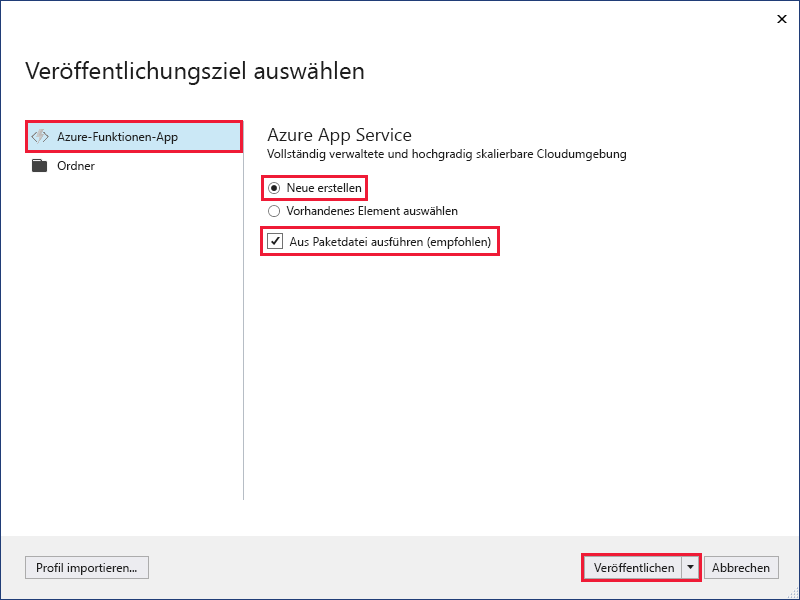 Veröffentlichungsziel auswählen
Azure-Funktionen-App
Ordner
Azure App Service
Vollständig verwaltete und hochgradig skalierbare Cloudumgebung
Neue erstellen
Vorhandenes Element auswählen
Aus Paketdatei ausführen (empfohlen)
Profil importieren...
Veröffentlichen
Abbrechen